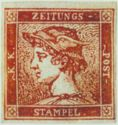 ZEITUNGS
K. K.
POST-
STAMPEL